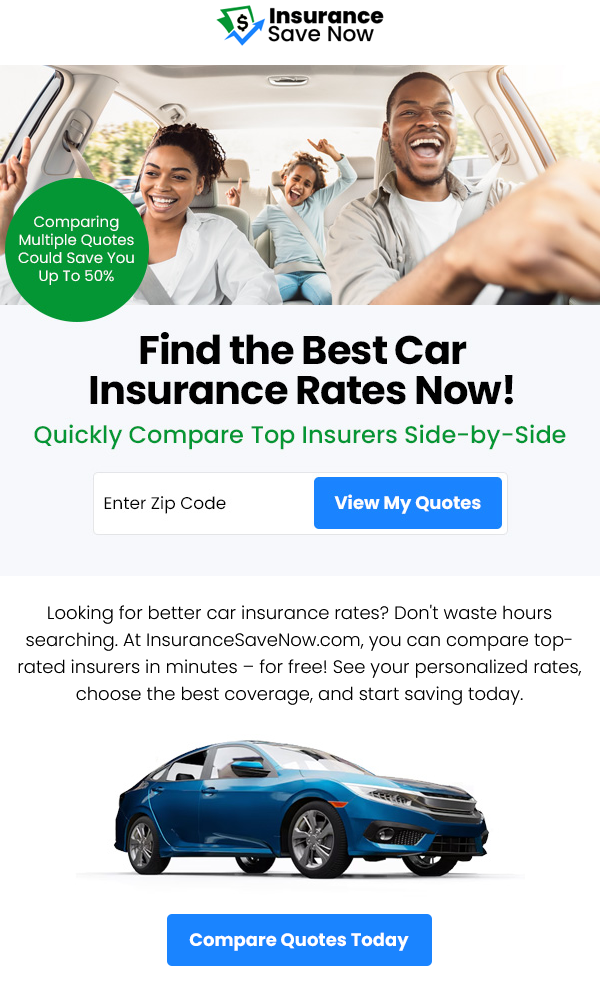 $
Insurance
Save Now
Comparing
Multiple Quotes
Could Save You
Up To 50%
Find the Best Car
Insurance Rates Now!
Quickly Compare Top Insurers Side-by-Side
Enter Zip Code
View My Quotes
Looking for better car insurance rates? Don't waste hours
searching. At InsuranceSaveNow.com, you can compare top-
rated insurers in minutes – for free! See your personalized rates,
choose the best coverage, and start saving today.
Compare Quotes Today